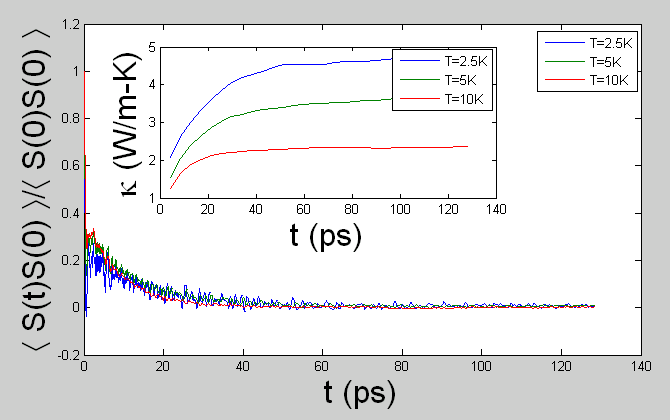 ⟨ S(t)S(0) ⟩/⟨ S(0)S(0) ⟩
1.2
1
0.8
0.6
0.4
0.2
0
-0.2
0 20 40 60 80 100 120 140
t (ps)
T=2.5K
T=5K
T=10K
κ (W/m-K)
5
4
3
2
1
0 20 40 60 80 100 120 140
t (ps)
T=2.5K
T=5K
T=10K